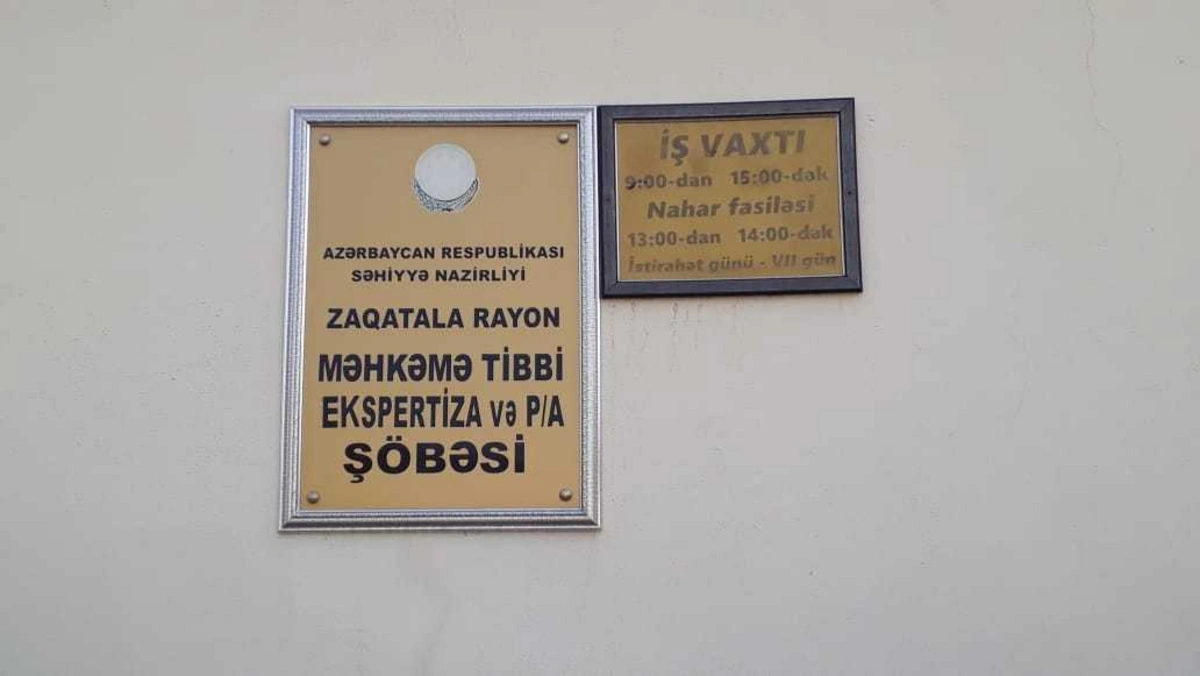 AZƏRBAYCAN RESPUBLİKASI
SƏHİYYƏ NAZİRLİYİ
ZAQATALA RAYON
MƏHKƏMƏ TİBBİ
EKSPERTİZA və P/A
ŞÖBƏSİ
İŞ VAXTI
9:00-dan 15:00-dək
Nahar fasiləsi
13:00-dan 14:00-dək
İstirahət günü - VII gün